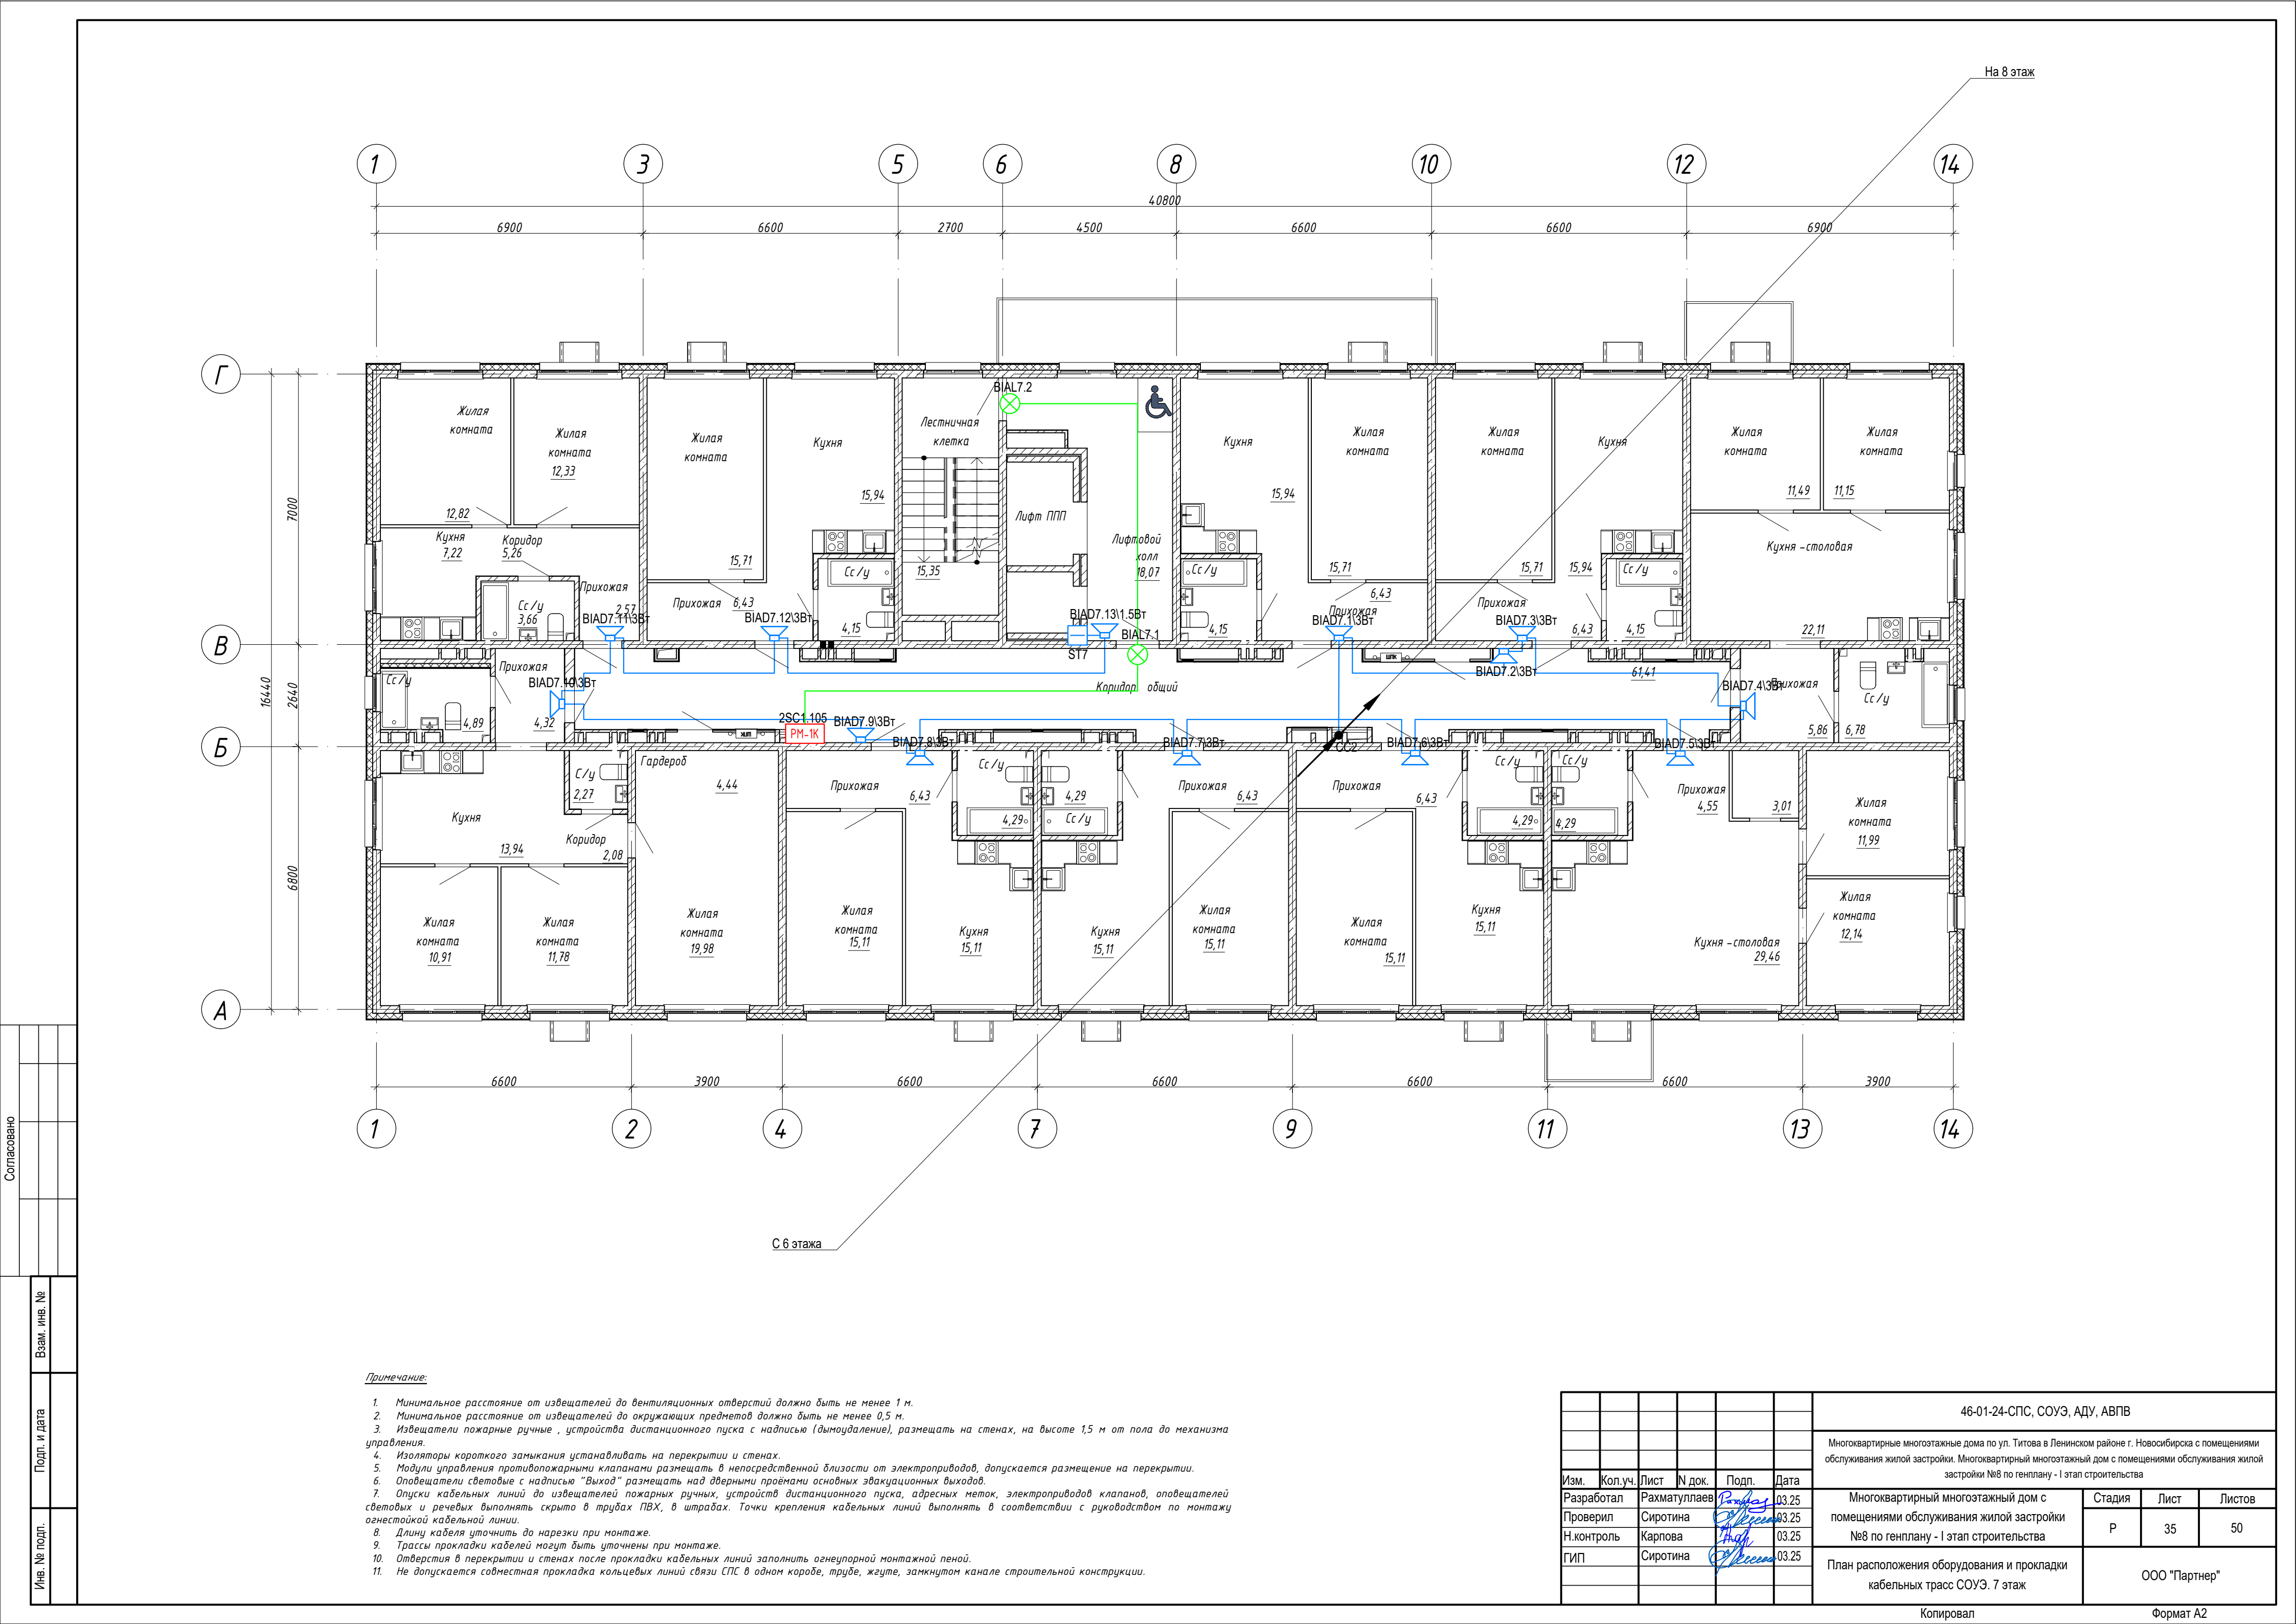 На 8 этаж
1
3
5
6
8
10
12
14
40800
6900
6600
2700
4500
6600
6600
6900
Г
В
Б
А
16440
7000
2640
6800
Жилая
комната
12,82
Жилая
комната
12,33
Жилая
комната
15,71
Кухня
15,94
Лестничная
клетка
15,35
BIAL7.2
Лифт ППП
Лифтовой
холл
18,07
Кухня
15,94
Жилая
комната
15,71
Жилая
комната
15,71
Кухня
15,94
Жилая
комната
11,49
Жилая
комната
11,15
Кухня
7,22
Коридор
5,26
Прихожая
2,57
Сс/у
3,66
Прихожая
6,43
Сс/у
4,15
Сс/у
4,15
6,43
Прихожая
Прихожая
6,43
Сс/у
4,15
Кухня-столовая
22,11
BIAD7.11\3Вт
BIAD7.12\3Вт
BIAD7.13\1.5Вт
BIAL7.1
ST7
BIAD7.1\3Вт
BIAD7.3\3Вт
BIAD7.2\3Вт
ШПК
61,41
Сс/у
4,89
Прихожая
4,32
BIAD7.10\3Вт
Коридор общий
BIAD7.4\3Вт
Прихожая
5,86
Сс/у
6,78
ШПК
2SC1.105
РМ-1К
BIAD7.9\3Вт
BIAD7.8\3Вт
BIAD7.7\3Вт
СС2
BIAD7.6\3Вт
BIAD7.5\3Вт
Кухня
13,94
С/у
2,27
Коридор
2,08
Гардероб
4,44
Прихожая
6,43
Сс/у
4,29
4,29
Сс/у
Прихожая
6,43
Прихожая
6,43
Сс/у
4,29
Сс/у
4,29
Прихожая
4,55
3,01
Жилая
комната
11,99
Жилая
комната
10,91
Жилая
комната
11,78
Жилая
комната
19,98
Жилая
комната
15,11
Кухня
15,11
Кухня
15,11
Жилая
комната
15,11
Жилая
комната
15,11
Кухня
15,11
Кухня-столовая
29,46
Жилая
комната
12,14
6600
3900
6600
6600
6600
6600
3900
1
2
4
7
9
11
13
14
С 6 этажа
Примечание:
1. Минимальное расстояние от извещателей до вентиляционных отверстий должно быть не менее 1 м.
2. Минимальное расстояние от извещателей до окружающих предметов должно быть не менее 0,5 м.
3. Извещатели пожарные ручные , устройства дистанционного пуска с надписью (дымоудаление), размещать на стенах, на высоте 1,5 м от пола до механизма
управления.
4. Изоляторы короткого замыкания устанавливать на перекрытии и стенах.
5. Модули управления противопожарными клапанами размещать в непосредственной близости от электроприводов, допускается размещение на перекрытии.
6. Оповещатели световые с надписью "Выход" размещать над дверными проёмами основных эвакуационных выходов.
7. Опуски кабельных линий до извещателей пожарных ручных, устройств дистанционного пуска, адресных меток, электроприводов клапанов, оповещателей
световых и речевых выполнять скрыто в трубах ПВХ, в штрабах. Точки крепления кабельных линий выполнять в соответствии с руководством по монтажу
огнестойкой кабельной линии.
8. Длину кабеля уточнить до нарезки при монтаже.
9. Трассы прокладки кабелей могут быть уточнены при монтаже.
10. Отверстия в перекрытии и стенах после прокладки кабельных линий заполнить огнеупорной монтажной пеной.
11. Не допускается совместная прокладка кольцевых линий связи СПС в одном коробе, трубе, жгуте, замкнутом канале строительной конструкции.
Согласовано
Взам. инв. №
Подп. и дата
Инв. № подл.
46-01-24-СПС, СОУЭ, АДУ, АВПВ
Многоквартирные многоэтажные дома по ул. Титова в Ленинском районе г. Новосибирска с помещениями
обслуживания жилой застройки. Многоквартирный многоэтажный дом с помещениями обслуживания жилой
застройки №8 по генплану - I этап строительства
Изм. Кол.уч. Лист N док. Подп. Дата
Разработал Рахматуллаев 03.25
Проверил Сиротина 03.25
Н.контроль Карпова 03.25
ГИП Сиротина 03.25
Многоквартирный многоэтажный дом с
помещениями обслуживания жилой застройки
№8 по генплану - I этап строительства
Стадия Лист Листов
Р 35 50
План расположения оборудования и прокладки
кабельных трасс СОУЭ. 7 этаж
ООО "Партнер"
Копировал Формат А2